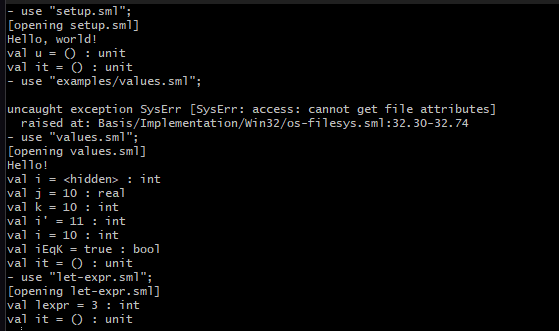 - use "setup.sml";
[opening setup.sml]
Hello, world!
val u = () : unit
val it = () : unit
- use "examples/values.sml";
uncaught exception SysErr [SysErr: access: cannot get file attributes]
raised at: Basis/Implementation/Win32/os-filesys.sml:32.30-32.74
- use "values.sml";
[opening values.sml]
Hello!
val i = <hidden> : int
val j = 10 : real
val k = 10 : int
val i' = 11 : int
val i = 10 : int
val iEqK = true : bool
val it = () : unit
- use "let-expr.sml";
[opening let-expr.sml]
val lexpr = 3 : int
val it = () : unit